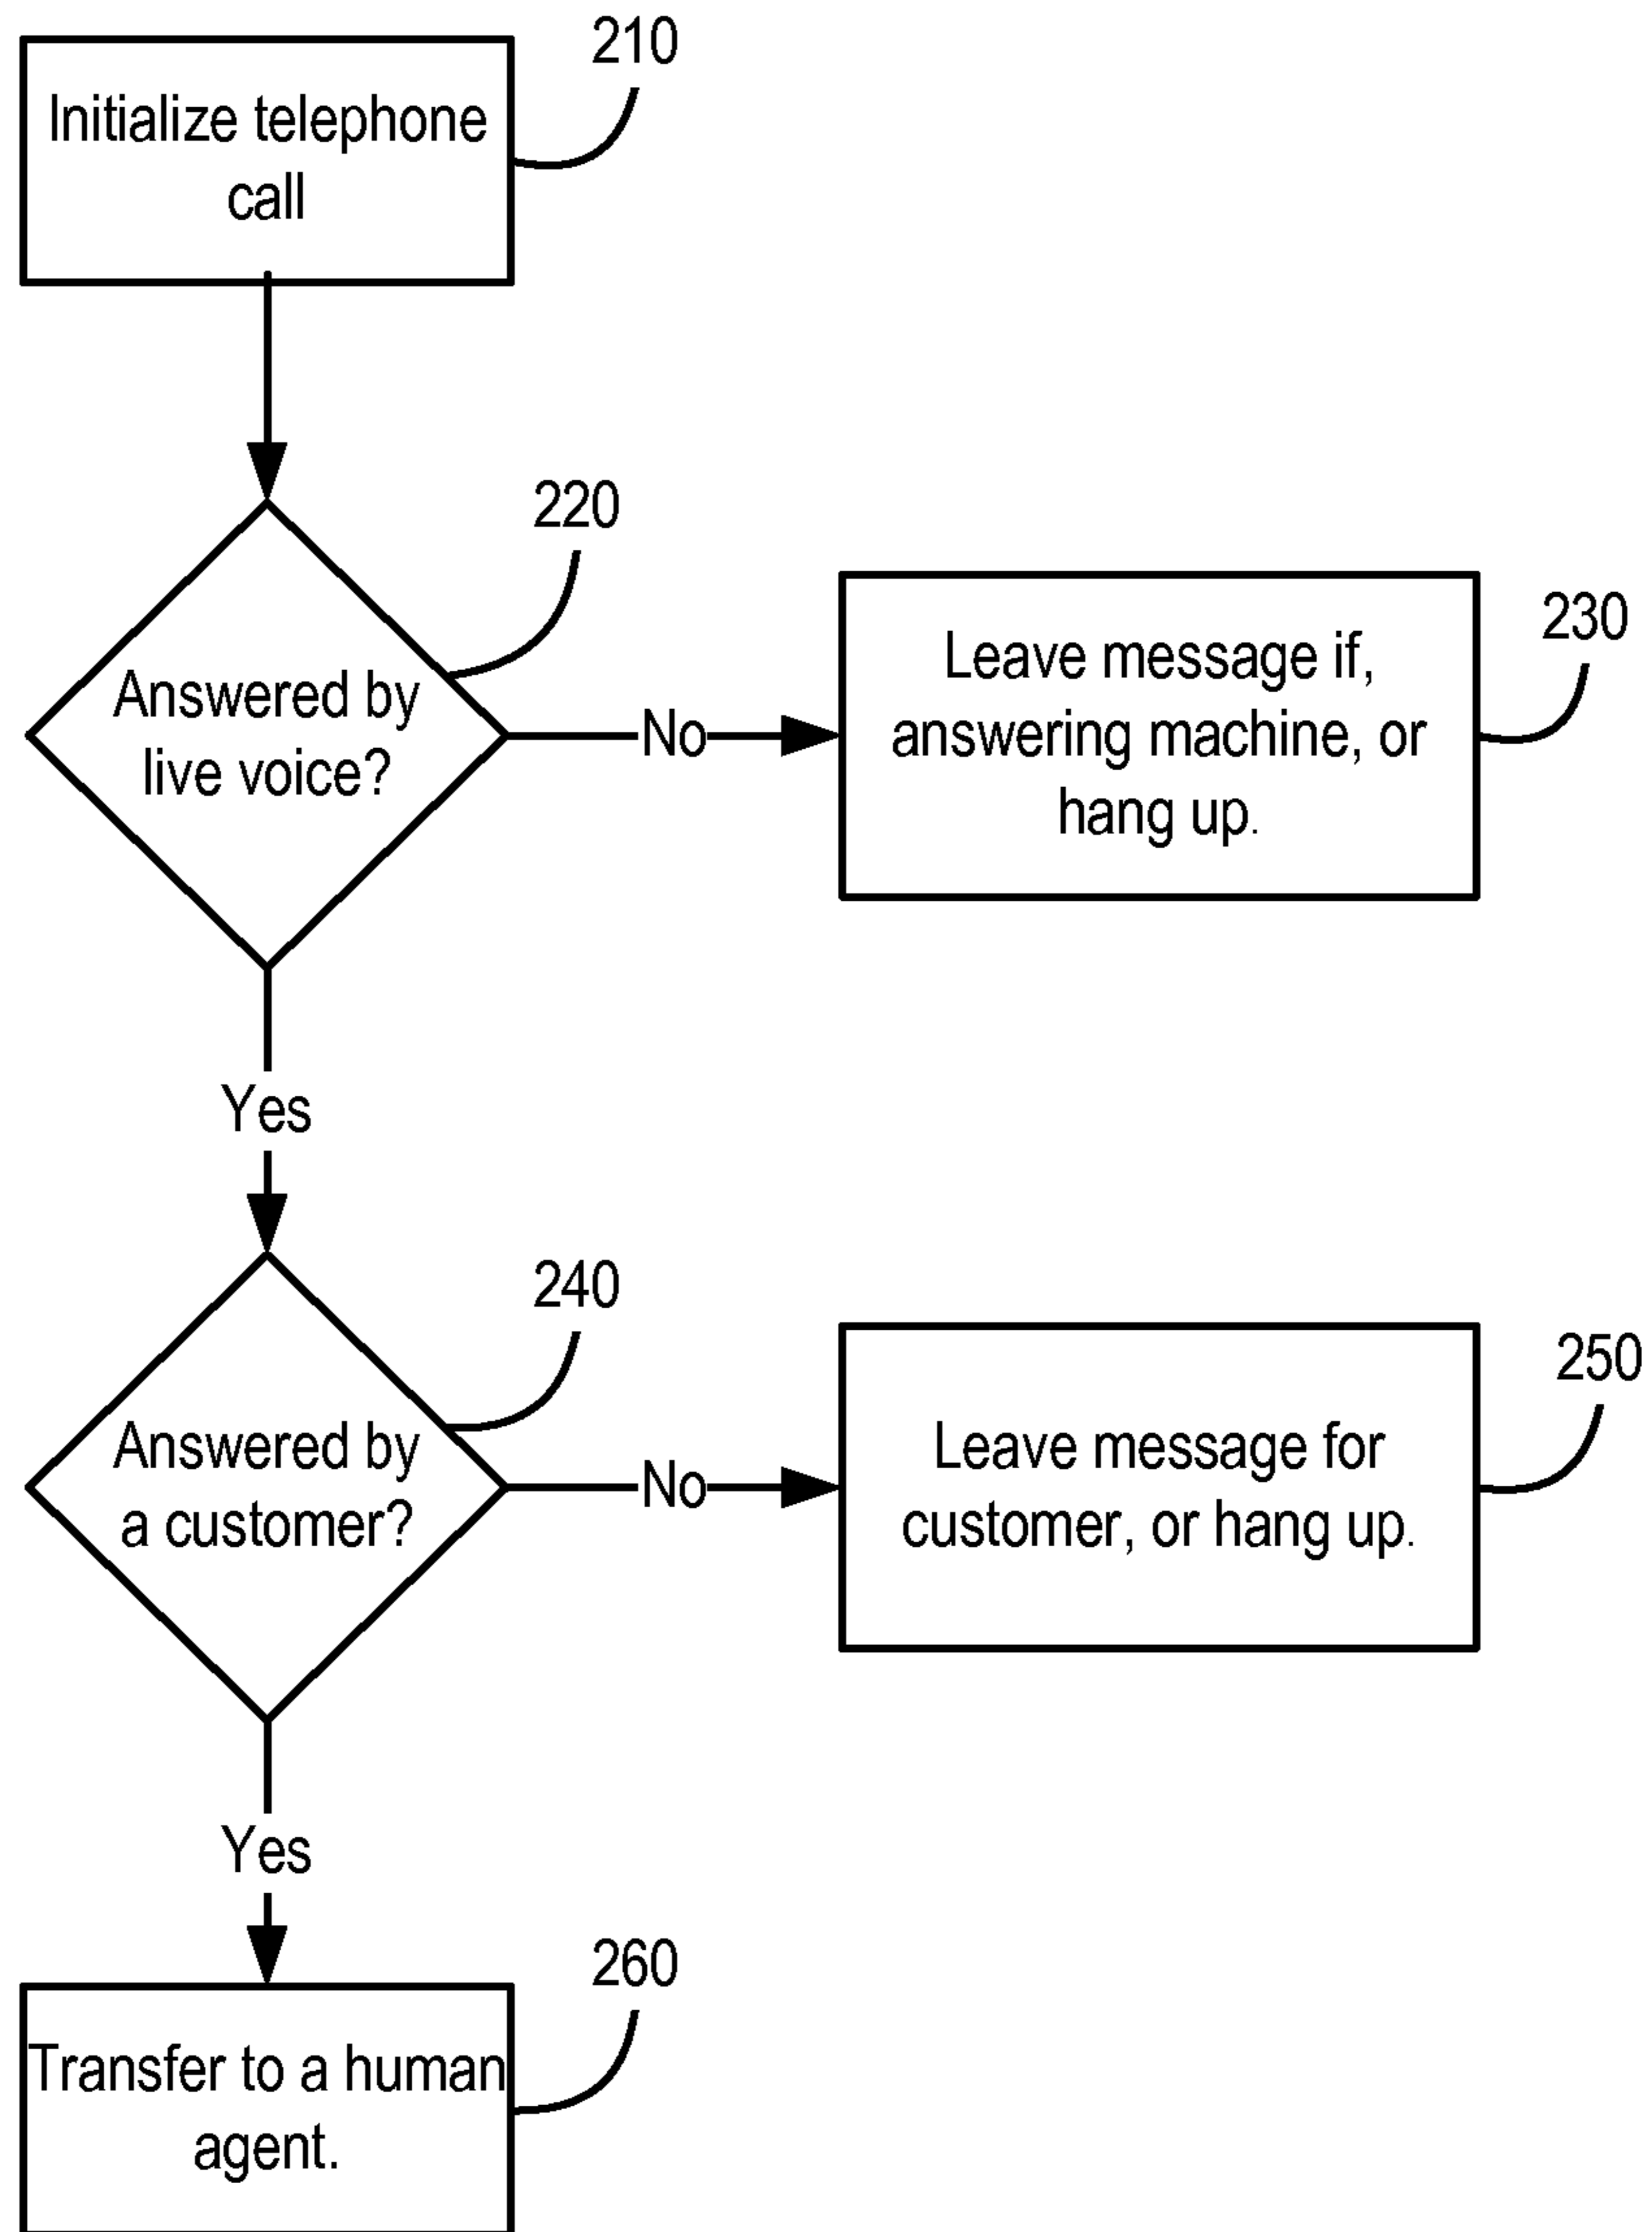 210
Initialize telephone
call
220
Answered by
live voice?
No
Leave message if,
answering machine, or
hang up.
230
Yes
240
Answered by
a customer?
No
Leave message for
customer, or hang up.
250
Yes
260
Transfer to a human
agent.